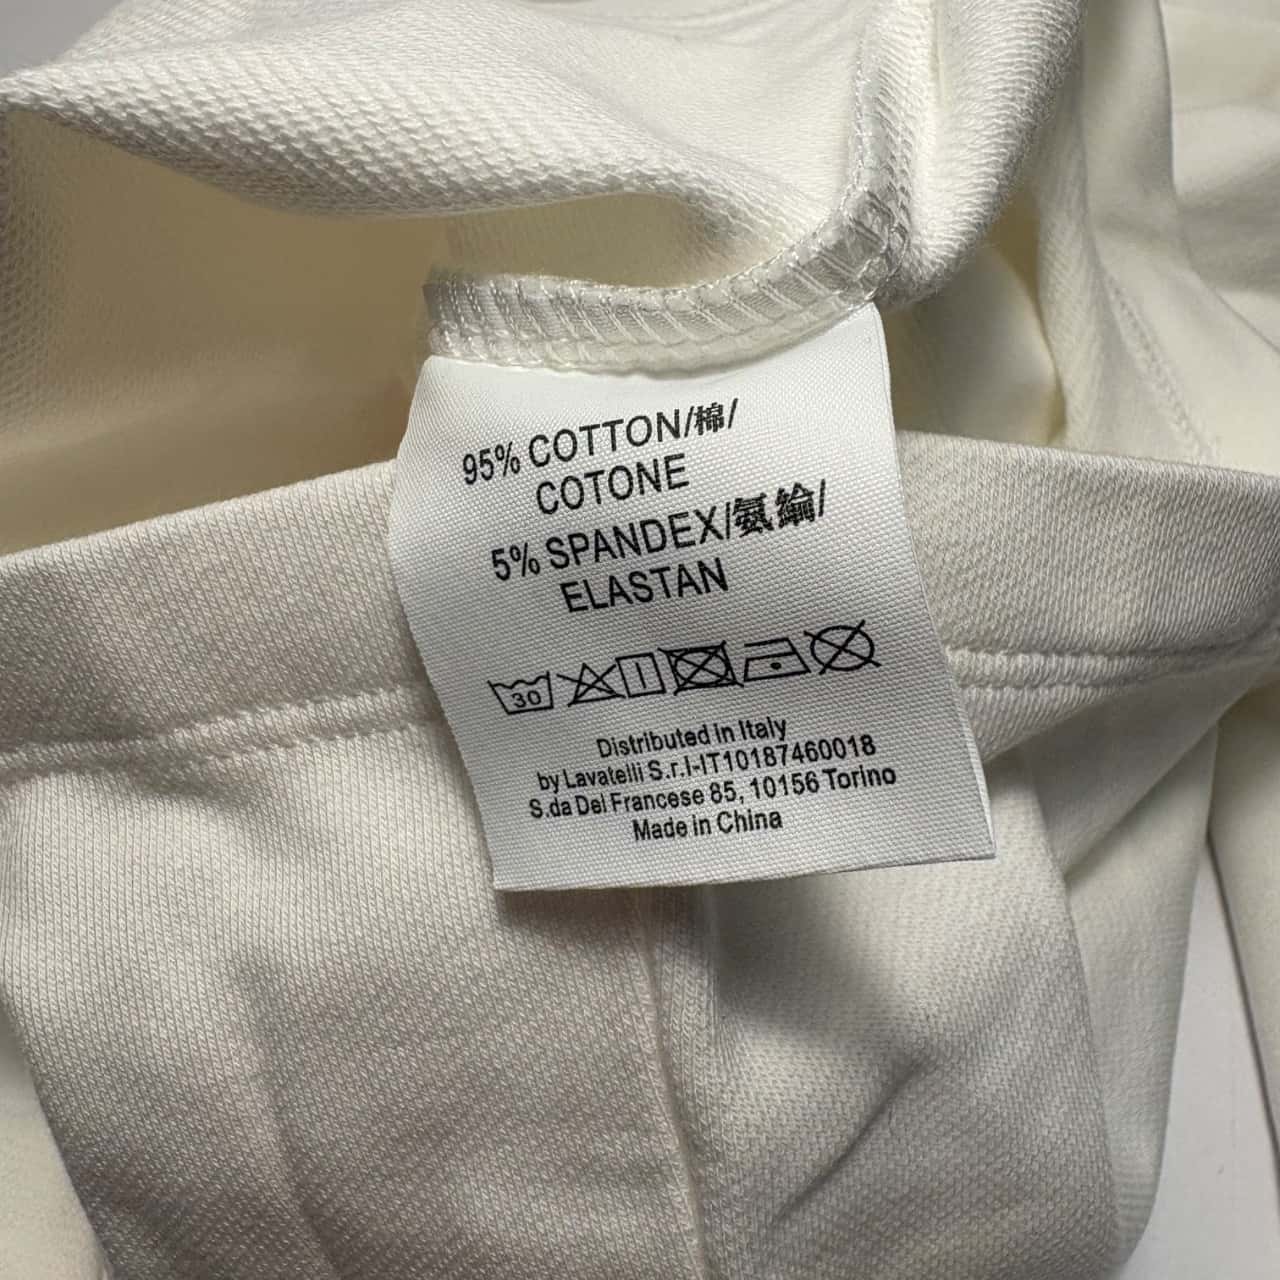 95% COTTON/棉/
COTONE
5% SPANDEX/氨綸/
ELASTAN
30
Distributed in Italy
by Lavatelli S.r.l-IT10187460018
S.da Del Francese 85, 10156 Torino
Made in China